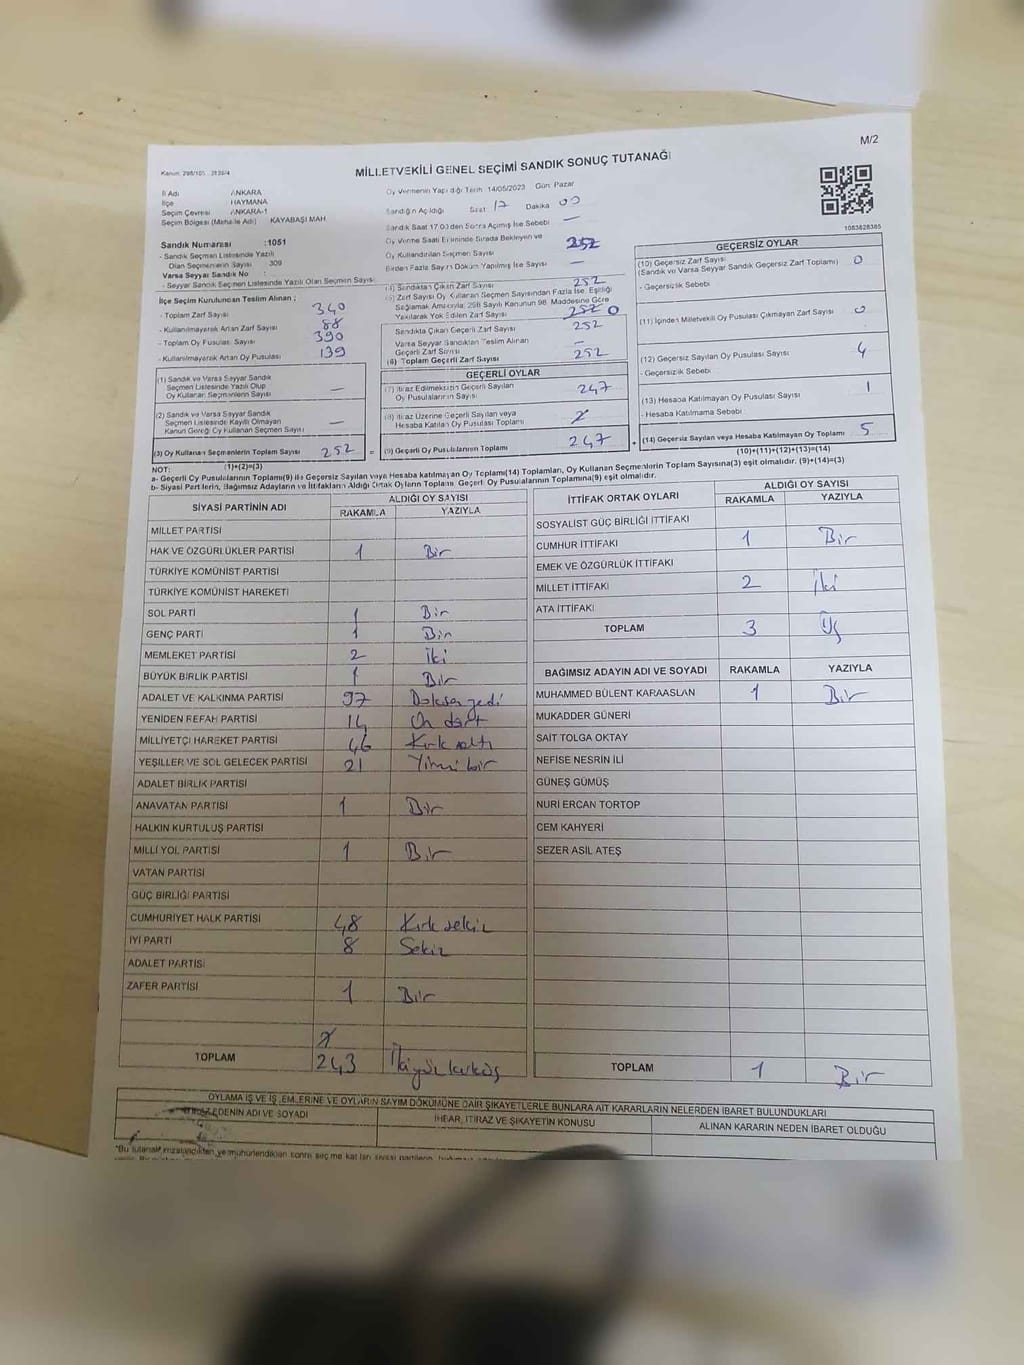 M/2
Kanun: 298/105
MİLLETVEKİLİ GENEL SEÇİMİ SANDIK SONUÇ TUTANAĞI
İl Adı : ANKARA
İlçe : HAYMANA
Seçim Çevresi : ANKARA-1
Seçim Bölgesi (Mahalle Adı) : KAYABAŞI MAH
Sandık Numarası :1051
- Sandık Seçmen Listesinde Yazılı
Olan Seçmenlerin Sayısı : 309
Varsa Seyyar Sandık No :
- Seyyar Sandık Seçmen Listesinde Yazılı Olan Seçmen Sayısı
İlçe Seçim Kurulundan Teslim Alınan :
- Toplam Zarf Sayısı 340
- Kullanılmayarak Artan Zarf Sayısı 88
- Toplam Oy Pusulası Sayısı 390
- Kullanılmayarak Artan Oy Pusulası 139
(1) Sandık ve Varsa Seyyar Sandık
Seçmen Listesinde Yazılı Olup
Oy Kullanan Seçmenlerin Sayısı —
(2) Sandık ve Varsa Seyyar Sandık
Seçmen Listesinde Kayıtlı Olmayan
Kanun Gereği Oy Kullanan Seçmen Sayısı —
(3) Oy Kullanan Seçmenlerin Toplam Sayısı 252 =
(1)+(2)=(3)
Oy Vermenin Yapıldığı Tarih 14/05/2023 Gün: Pazar
Sandığın Açıldığı Saat 17 Dakika 00
Sandık Saat 17.00'den Sonra Açılmış İse Sebebi —
Oy Verme Saati Bitiminde Sırada Bekleyen ve
Oy Kullandırılan Seçmen Sayısı 252
Birden Fazla Sayım Döküm Yapılmış İse Sayısı —
(4) Sandıktan Çıkan Zarf Sayısı 252
(5) Zarf Sayısı Oy Kullanan Seçmen Sayısından Fazla İse, Eşitliği
Sağlamak Amacıyla, 298 Sayılı Kanunun 98. Maddesine Göre
Yakılarak Yok Edilen Zarf Sayısı 252 0
Sandıkta Çıkan Geçerli Zarf Sayısı 252
Varsa Seyyar Sandıktan Teslim Alınan
Geçerli Zarf Sayısı —
(6) Toplam Geçerli Zarf Sayısı 252
GEÇERLİ OYLAR
(7) İtiraz Edilmeksizin Geçerli Sayılan
Oy Pusulalarının Sayısı 247
(8) İtiraz Üzerine Geçerli Sayılan veya
Hesaba Katılan Oy Pusulası Toplamı
(9) Geçerli Oy Pusulalarının Toplamı 247 +
1083828385
GEÇERSİZ OYLAR
(10) Geçersiz Zarf Sayısı 0
(Sandık ve Varsa Seyyar Sandık Geçersiz Zarf Toplamı)
- Geçersizlik Sebebi
(11) İçinden Milletvekili Oy Pusulası Çıkmayan Zarf Sayısı 0
(12) Geçersiz Sayılan Oy Pusulası Sayısı 4
- Geçersizlik Sebebi
(13) Hesaba Katılmayan Oy Pusulası Sayısı 1
- Hesaba Katılmama Sebebi
(14) Geçersiz Sayılan veya Hesaba Katılmayan Oy Toplamı 5
(10)+(11)+(12)+(13)=(14)
NOT:
a- Geçerli Oy Pusulalarının Toplamı(9) ile Geçersiz Sayılan veya Hesaba katılmayan Oy Toplamı(14) Toplamları, Oy Kullanan Seçmenlerin Toplam Sayısına(3) eşit olmalıdır. (9)+(14)=(3)
b- Siyasi Partilerin, Bağımsız Adayların ve İttifakların Aldığı Ortak Oyların Toplamı, Geçerli Oy Pusulalarının Toplamına(9) eşit olmalıdır.
SİYASİ PARTİNİN ADI ALDIĞI OY SAYISI
RAKAMLA YAZIYLA
MİLLET PARTİSİ
HAK VE ÖZGÜRLÜKLER PARTİSİ 1 Bir
TÜRKİYE KOMÜNİST PARTİSİ
TÜRKİYE KOMÜNİST HAREKETİ
SOL PARTİ 1 Bir
GENÇ PARTİ 1 Bir
MEMLEKET PARTİSİ 2 İki
BÜYÜK BİRLİK PARTİSİ 1 Bir
ADALET VE KALKINMA PARTİSİ 97 Doksan yedi
YENİDEN REFAH PARTİSİ 14 On dört
MİLLİYETÇİ HAREKET PARTİSİ 46 Kırk altı
YEŞİLLER VE SOL GELECEK PARTİSİ 21 Yirmi bir
ADALET BİRLİK PARTİSİ
ANAVATAN PARTİSİ 1 Bir
HALKIN KURTULUŞ PARTİSİ
MİLLİ YOL PARTİSİ 1 Bir
VATAN PARTİSİ
GÜÇ BİRLİĞİ PARTİSİ
CUMHURİYET HALK PARTİSİ 48 Kırk sekiz
İYİ PARTİ 8 Sekiz
ADALET PARTİSİ
ZAFER PARTİSİ 1 Bir
TOPLAM 243 İkiyüz kırküç
İTTİFAK ORTAK OYLARI ALDIĞI OY SAYISI
RAKAMLA YAZIYLA
SOSYALİST GÜÇ BİRLİĞİ İTTİFAKI
CUMHUR İTTİFAKI 1 Bir
EMEK VE ÖZGÜRLÜK İTTİFAKI
MİLLET İTTİFAKI 2 İki
ATA İTTİFAKI
TOPLAM 3 Üç
BAĞIMSIZ ADAYIN ADI VE SOYADI RAKAMLA YAZIYLA
MUHAMMED BÜLENT KARAASLAN 1 Bir
MUKADDER GÜNERİ
SAİT TOLGA OKTAY
NEFİSE NESRİN İLİ
GÜNEŞ GÜMÜŞ
NURİ ERCAN TORTOP
CEM KAHYERİ
SEZER ASİL ATEŞ
TOPLAM 1 Bir
OYLAMA İŞ VE İŞLEMLERİNE VE OYLARIN SAYIM DÖKÜMÜNE DAİR ŞİKAYETLERLE BUNLARA AİT KARARLARIN NELERDEN İBARET BULUNDUKLARI
İTİRAZ EDENİN ADI VE SOYADI İHBAR, İTİRAZ VE ŞİKAYETİN KONUSU ALINAN KARARIN NEDEN İBARET OLDUĞU
"Bu tutanak imzalandıktan ve mühürlendikten sonra seçime katılan siyasi partilerin,